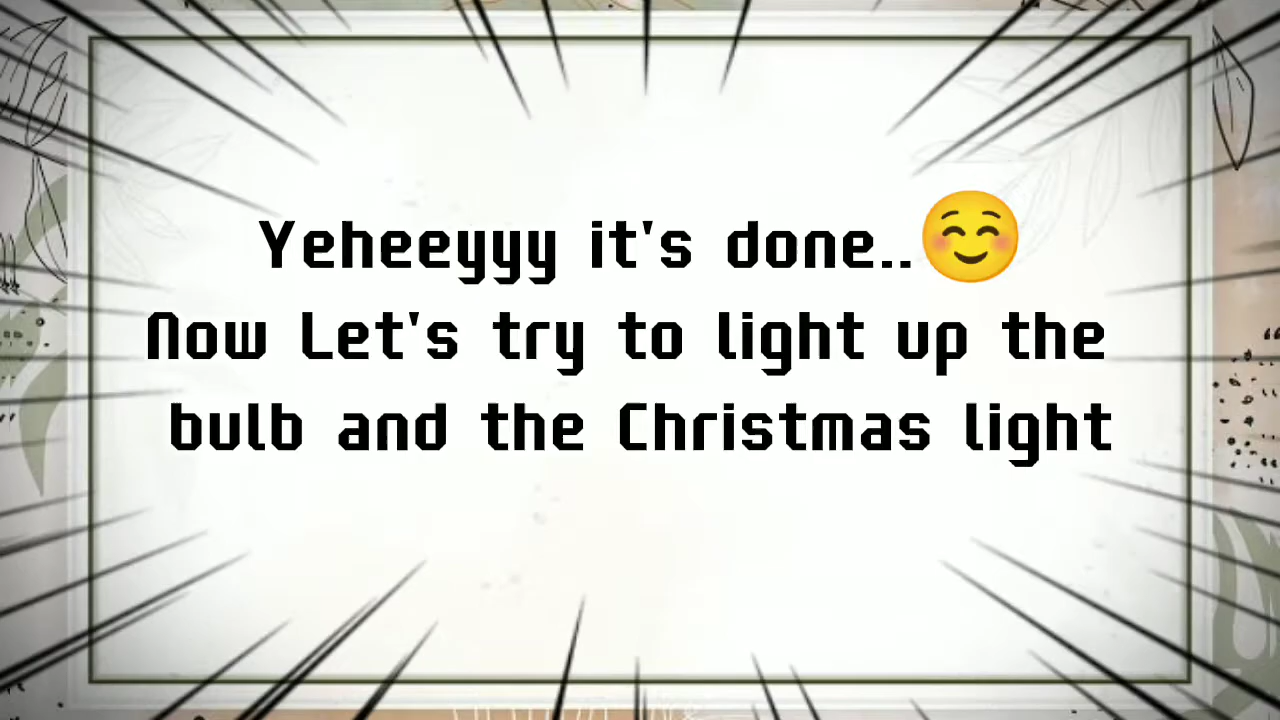 Yeheeyyy it's done..☺️
Now Let's try to light up the
bulb and the Christmas light